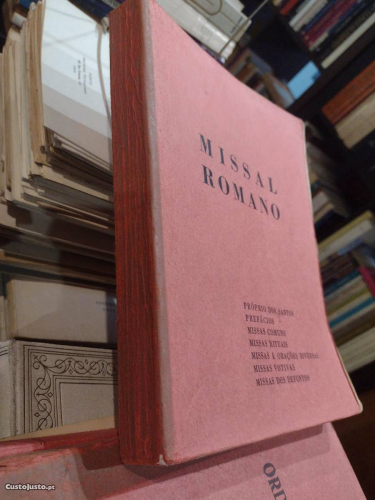 MISSAL
ROMANO
PRÓPRIO DOS SANTOS
PREFÁCIOS
MISSAS COMUNS
MISSAS RITUAIS
MISSAS E ORAÇÕES DIVERSAS
MISSAS VOTIVAS
MISSAS DOS DEFUNTOS
ORD
CustoJusto.pt